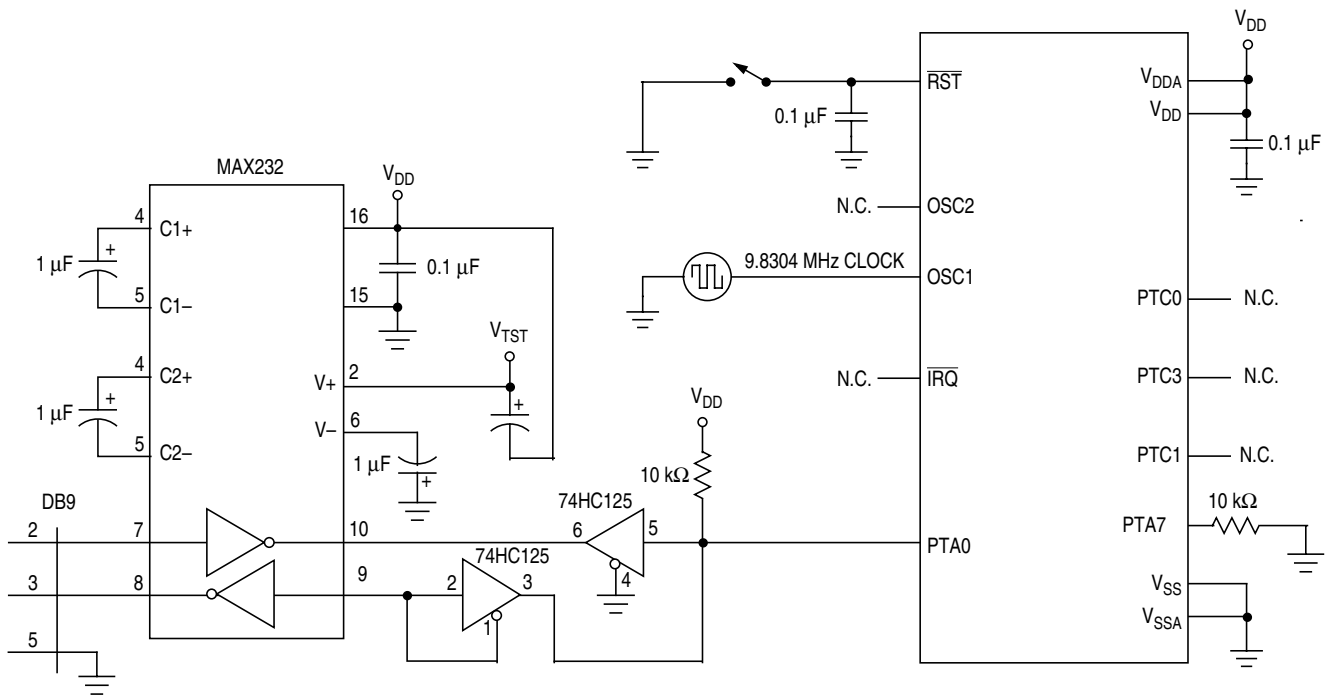 MAX232
4
C1+
1 µF
+
5
C1–
4
C2+
1 µF
+
5
C2–
16
V_DD
0.1 µF
15
V_TST
V+
2
+
V–
6
1 µF
+
DB9
2
7
10
3
8
9
5
74HC125
6
5
4
74HC125
2
3
1
V_DD
10 kΩ
RST
0.1 µF
N.C.
OSC2
9.8304 MHz CLOCK
OSC1
N.C.
IRQ
PTA0
V_DD
V_DDA
V_DD
0.1 µF
PTC0
N.C.
PTC3
N.C.
PTC1
N.C.
10 kΩ
PTA7
V_SS
V_SSA